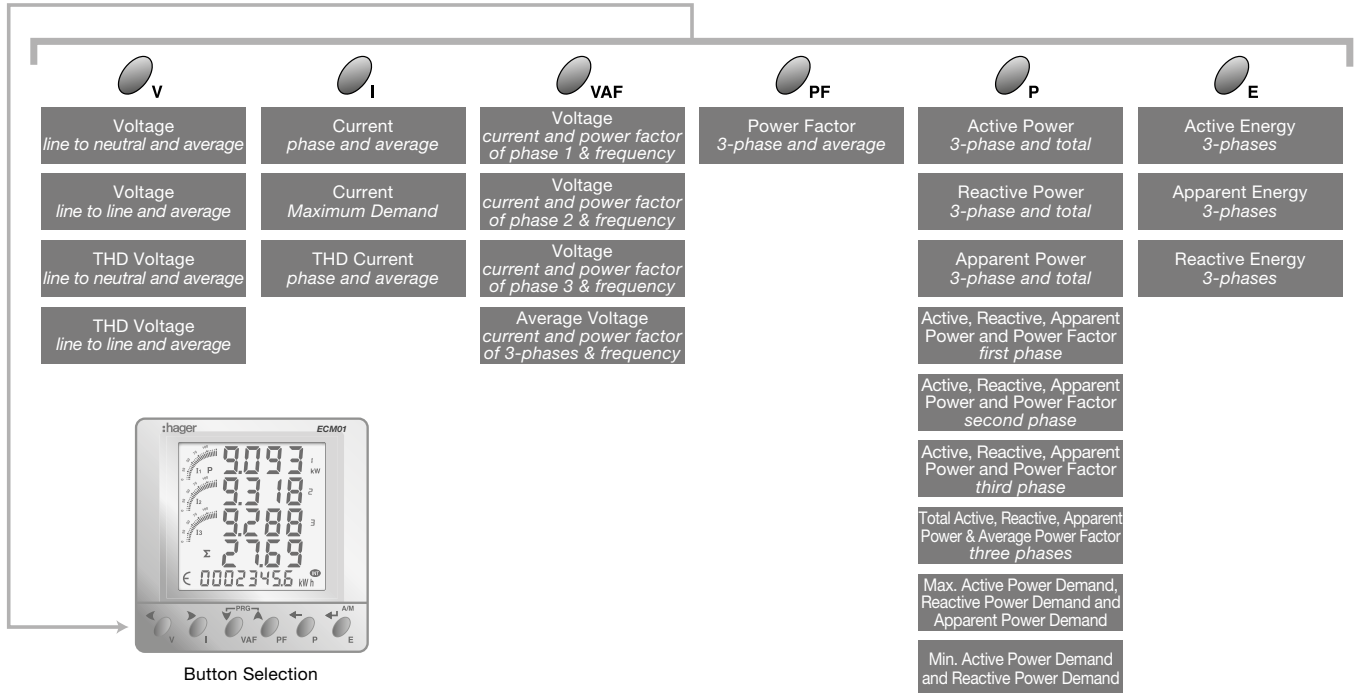 V
Voltage
line to neutral and average
Voltage
line to line and average
THD Voltage
line to neutral and average
THD Voltage
line to line and average
I
Current
phase and average
Current
Maximum Demand
THD Current
phase and average
VAF
Voltage
current and power factor
of phase 1 & frequency
Voltage
current and power factor
of phase 2 & frequency
Voltage
current and power factor
of phase 3 & frequency
Average Voltage
current and power factor
of 3-phases & frequency
PF
Power Factor
3-phase and average
P
Active Power
3-phase and total
Reactive Power
3-phase and total
Apparent Power
3-phase and total
Active, Reactive, Apparent
Power and Power Factor
first phase
Active, Reactive, Apparent
Power and Power Factor
second phase
Active, Reactive, Apparent
Power and Power Factor
third phase
Total Active, Reactive, Apparent
Power & Average Power Factor
three phases
Max. Active Power Demand,
Reactive Power Demand and
Apparent Power Demand
Min. Active Power Demand
and Reactive Power Demand
E
Active Energy
3-phases
Apparent Energy
3-phases
Reactive Energy
3-phases
:hager ECM01
I1 P 9.093 1 kW
I2 9.318 2
I3 9.288 3
Σ 27.69
€ 0002345.6 kWh INT
PRG A/M
V I VAF PF P E
Button Selection